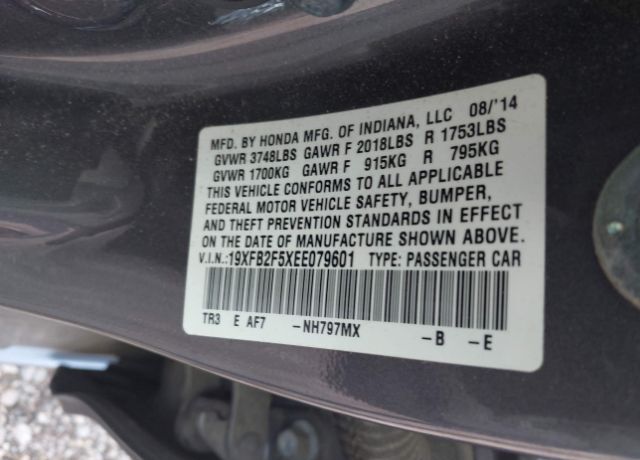 MFD. BY HONDA MFG. OF INDIANA, LLC 08/'14
GVWR 3748LBS GAWR F 2018LBS R 1753LBS
GVWR 1700KG GAWR F 915KG R 795KG
THIS VEHICLE CONFORMS TO ALL APPLICABLE
FEDERAL MOTOR VEHICLE SAFETY, BUMPER,
AND THEFT PREVENTION STANDARDS IN EFFECT
ON THE DATE OF MANUFACTURE SHOWN ABOVE.
V.I.N.:19XFB2F5XEE079601 TYPE: PASSENGER CAR
TR3 E AF7 -NH797MX -B -E